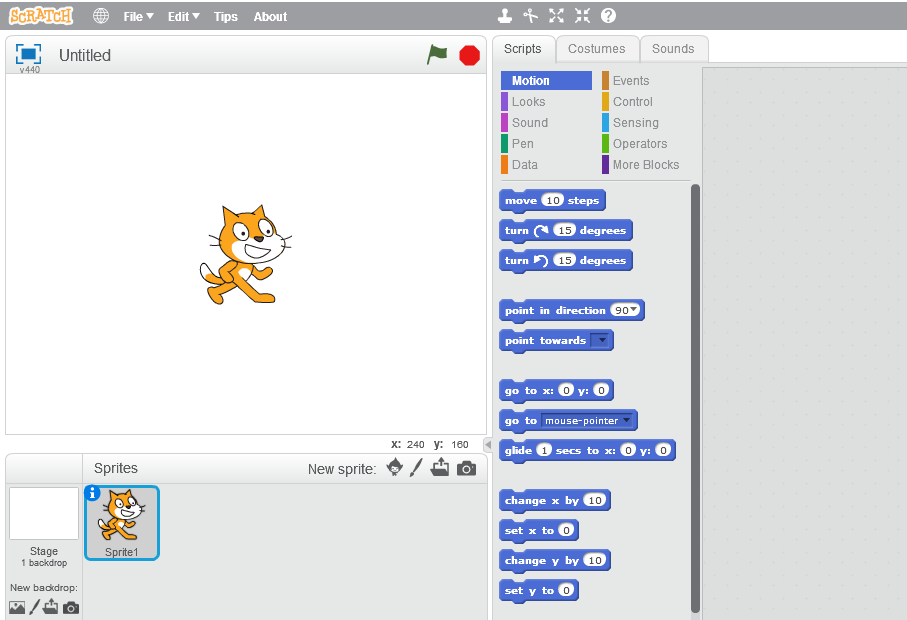 SCRATCH File Edit Tips About
Untitled
v440
Scripts Costumes Sounds
Motion Events
Looks Control
Sound Sensing
Pen Operators
Data More Blocks
move 10 steps
turn 15 degrees
turn 15 degrees
point in direction 90
point towards
go to x: 0 y: 0
go to mouse-pointer
glide 1 secs to x: 0 y: 0
change x by 10
set x to 0
change y by 10
set y to 0
x: 240 y: 160
Sprites New sprite:
Sprite1
Stage
1 backdrop
New backdrop: